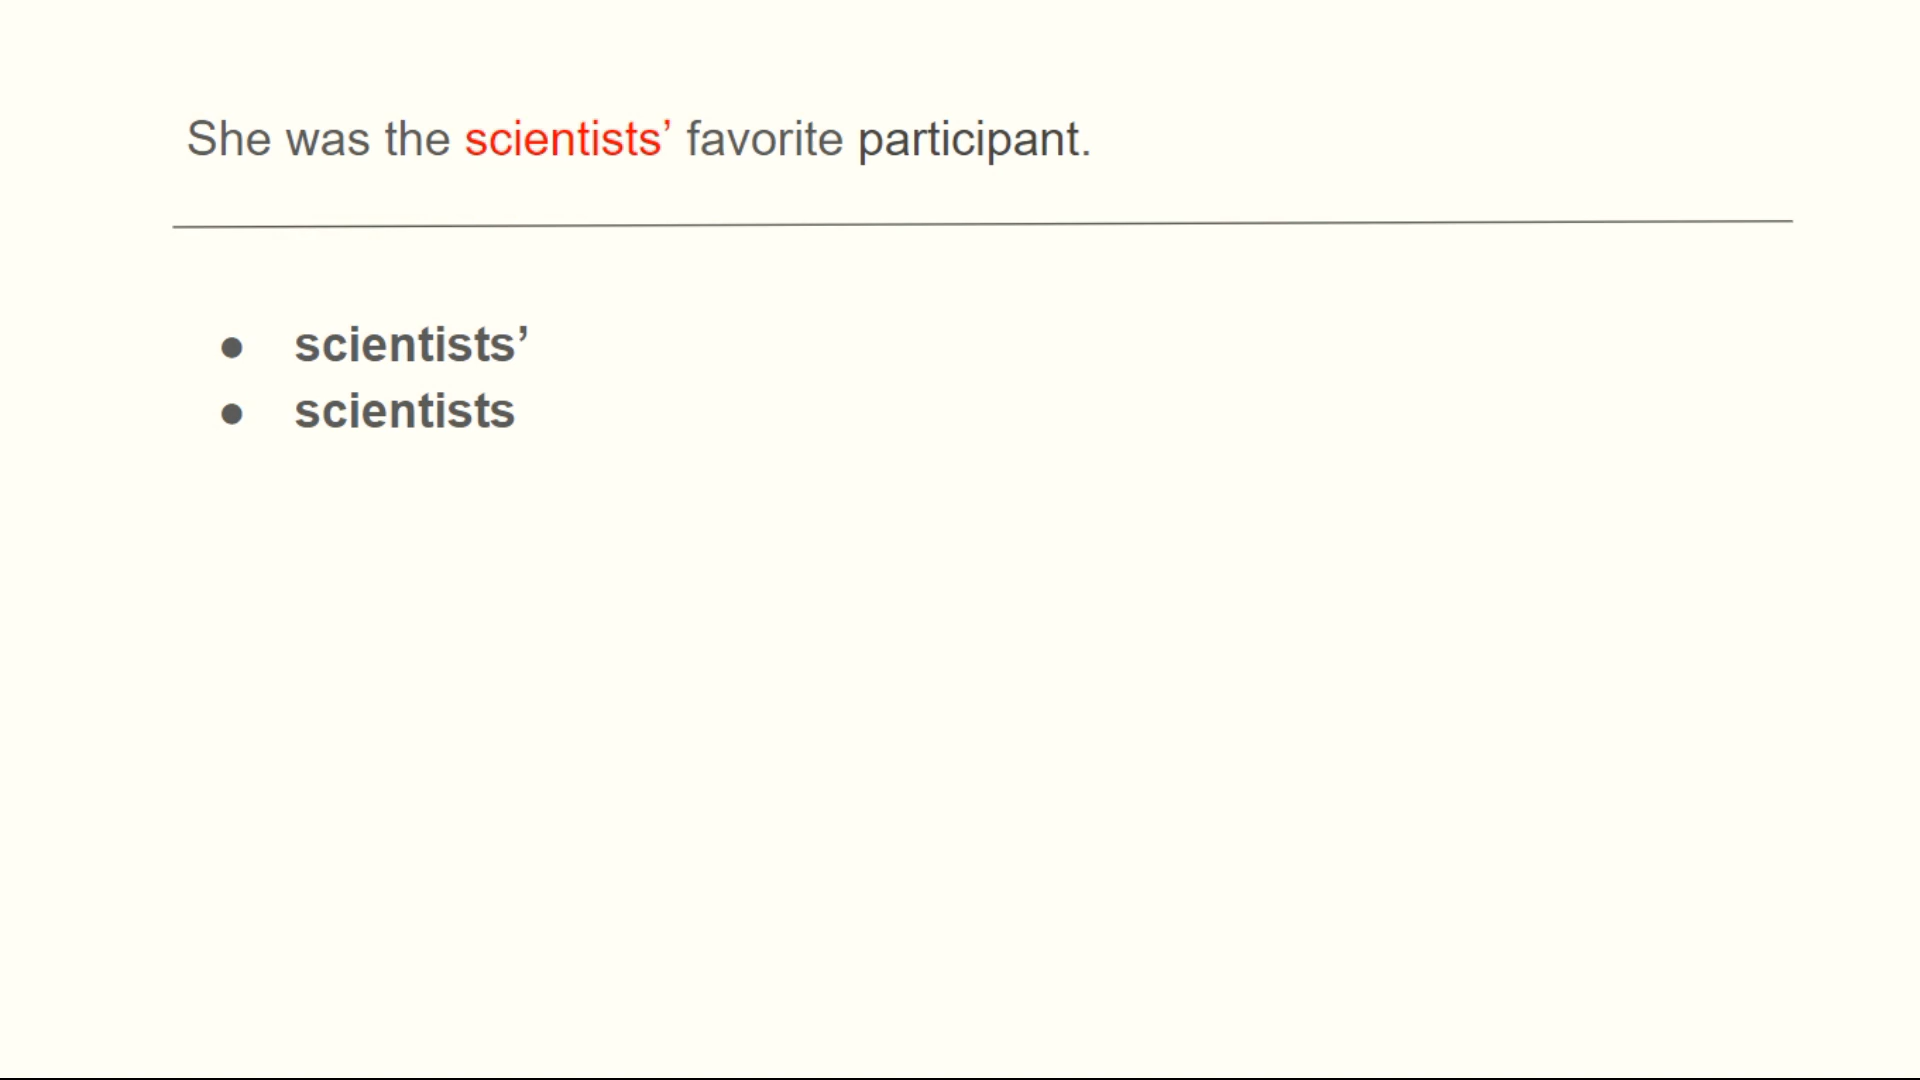 She was the scientists’ favorite participant.
● scientists’
● scientists